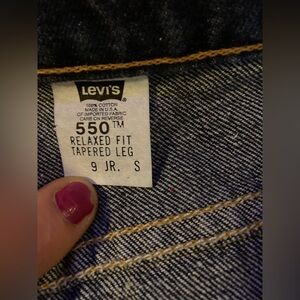 LEVI'S
100% COTTON
MADE IN U.S.A.
OF IMPORTED FABRIC
CARE ON REVERSE
550™
RELAXED FIT
TAPERED LEG
9 JR. S